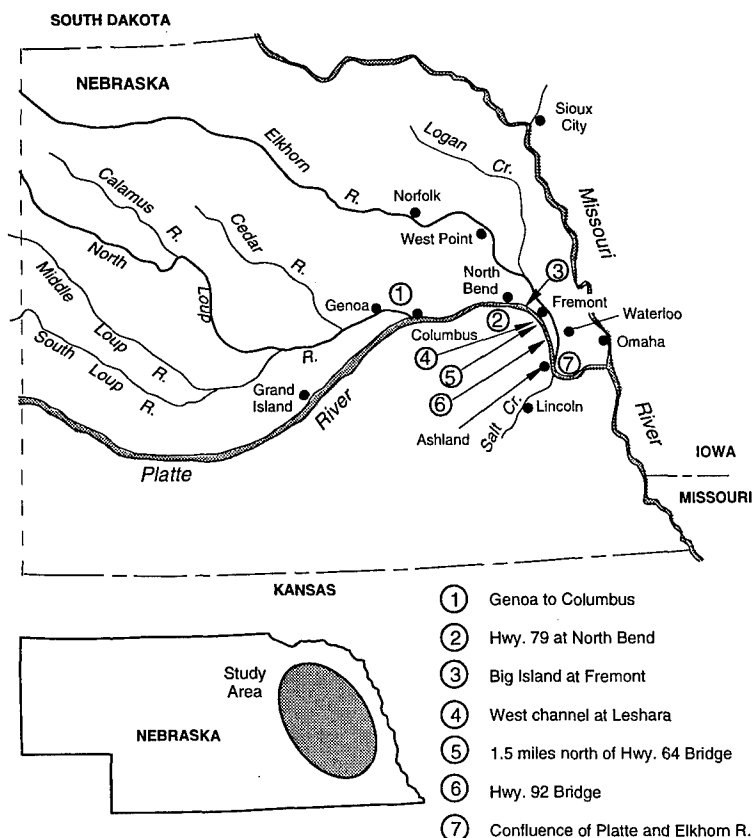 SOUTH DAKOTA
NEBRASKA
Sioux
City
Elkhorn
R.
Logan
Cr.
Missouri
Calamus
R.
Norfolk
Cedar
R.
West Point
North
Loup
R.
North
Bend
3
Fremont
Waterloo
Genoa
1
Middle
Loup
R.
Columbus
2
4
Omaha
5
7
South
Loup
R.
Grand
Island
River
6
Ashland
Salt Cr.
Lincoln
River
Platte
IOWA
MISSOURI
KANSAS
Study
Area
NEBRASKA
1 Genoa to Columbus
2 Hwy. 79 at North Bend
3 Big Island at Fremont
4 West channel at Leshara
5 1.5 miles north of Hwy. 64 Bridge
6 Hwy. 92 Bridge
7 Confluence of Platte and Elkhorn R.